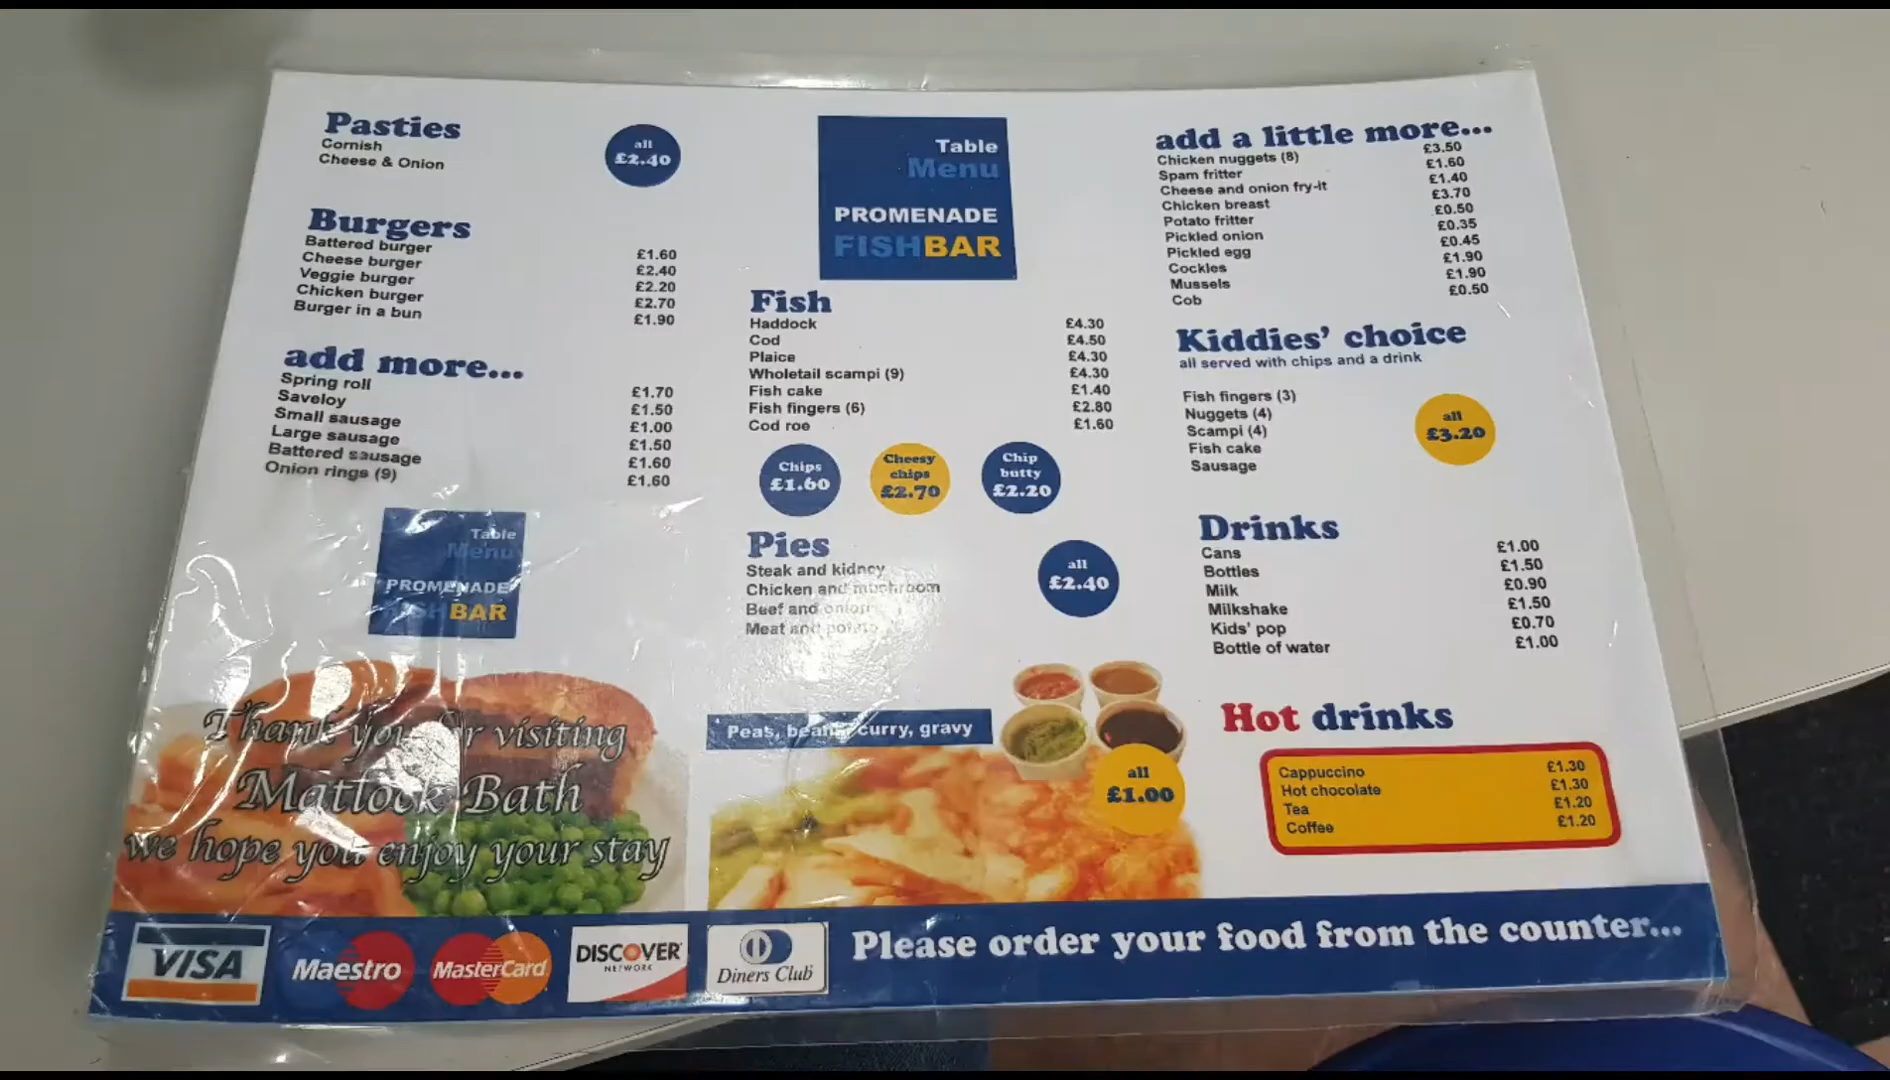 Pasties
Cornish
Cheese & Onion
all
£2.40
Burgers
Battered burger £1.60
Cheese burger £2.40
Veggie burger £2.20
Chicken burger £2.70
Burger in a bun £1.90
add more...
Spring roll £1.70
Saveloy £1.50
Small sausage £1.00
Large sausage £1.50
Battered sausage £1.60
Onion rings (9) £1.60
Table
Menu
PROMENADE
FISHBAR
Thank you for visiting
Matlock Bath
we hope you enjoy your stay
Table
Menu
PROMENADE
FISHBAR
Fish
Haddock £4.30
Cod £4.50
Plaice £4.30
Wholetail scampi (9) £4.30
Fish cake £1.40
Fish fingers (6) £2.80
Cod roe £1.60
Chips
£1.60
Cheesy
chips
£2.70
Chip
butty
£2.20
Pies
Steak and kidney
Chicken and mushroom
Beef and onion
Meat and potato
all
£2.40
Peas, beans, curry, gravy
all
£1.00
add a little more...
Chicken nuggets (8) £3.50
Spam fritter £1.60
Cheese and onion fry-it £1.40
Chicken breast £3.70
Potato fritter £0.50
Pickled onion £0.35
Pickled egg £0.45
Cockles £1.90
Mussels £1.90
Cob £0.50
Kiddies' choice
all served with chips and a drink
Fish fingers (3)
Nuggets (4)
Scampi (4)
Fish cake
Sausage
all
£3.20
Drinks
Cans £1.00
Bottles £1.50
Milk £0.90
Milkshake £1.50
Kids' pop £0.70
Bottle of water £1.00
Hot drinks
Cappuccino £1.30
Hot chocolate £1.30
Tea £1.20
Coffee £1.20
VISA
Maestro
MasterCard
DISCOVER
NETWORK
Diners Club
Please order your food from the counter...